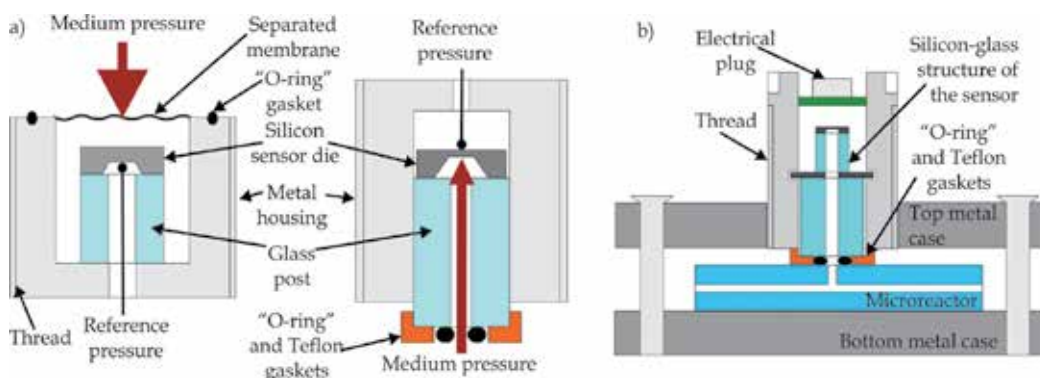 a)
Medium pressure
Separated
membrane
“O-ring”
gasket
Silicon
sensor die
Metal
housing
Glass
post
Thread
Reference
pressure
Reference
pressure
“O-ring”
and Teflon
gaskets
Medium pressure
b)
Electrical
plug
Silicon-glass
structure of
the sensor
Thread
“O-ring”
and Teflon
gaskets
Top metal
case
Microreactor
Bottom metal case